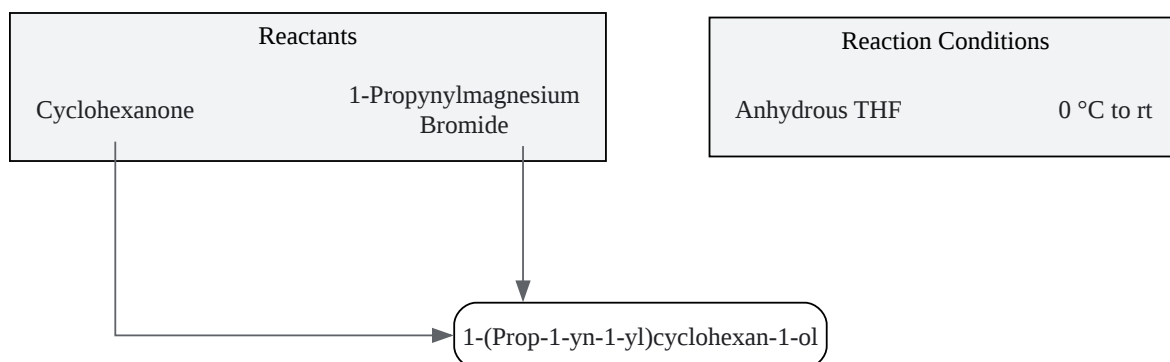 Reactants
Cyclohexanone
1-Propynylmagnesium
Bromide
Reaction Conditions
Anhydrous THF
0 °C to rt
1-(Prop-1-yn-1-yl)cyclohexan-1-ol